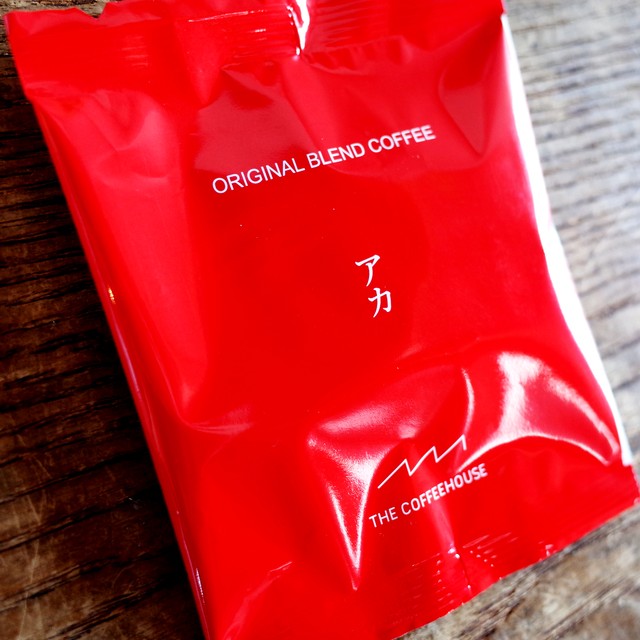 ORIGINAL BLEND COFFEE
アカ
THE COFFEEHOUSE